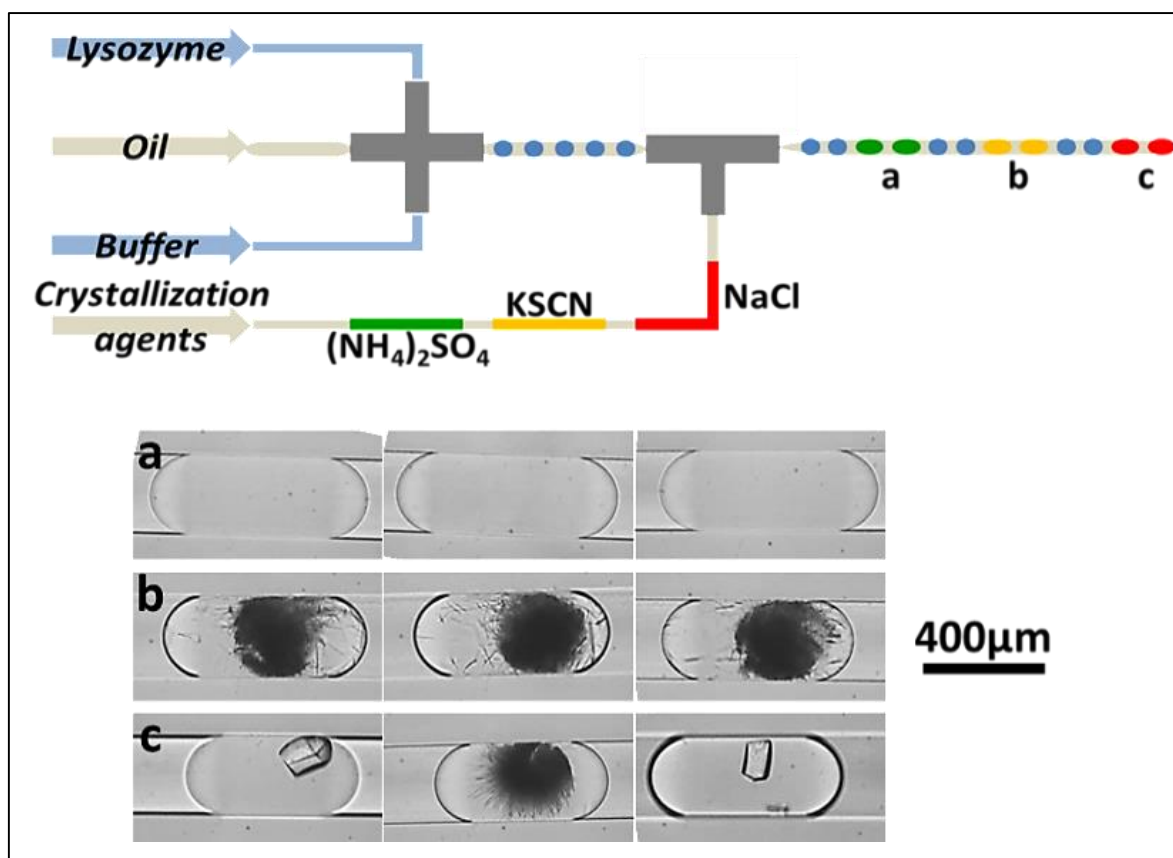 Lysozyme
Oil
Buffer
Crystallization
agents
(NH₄)₂SO₄
KSCN
NaCl
a
b
c
a
b
c
400µm